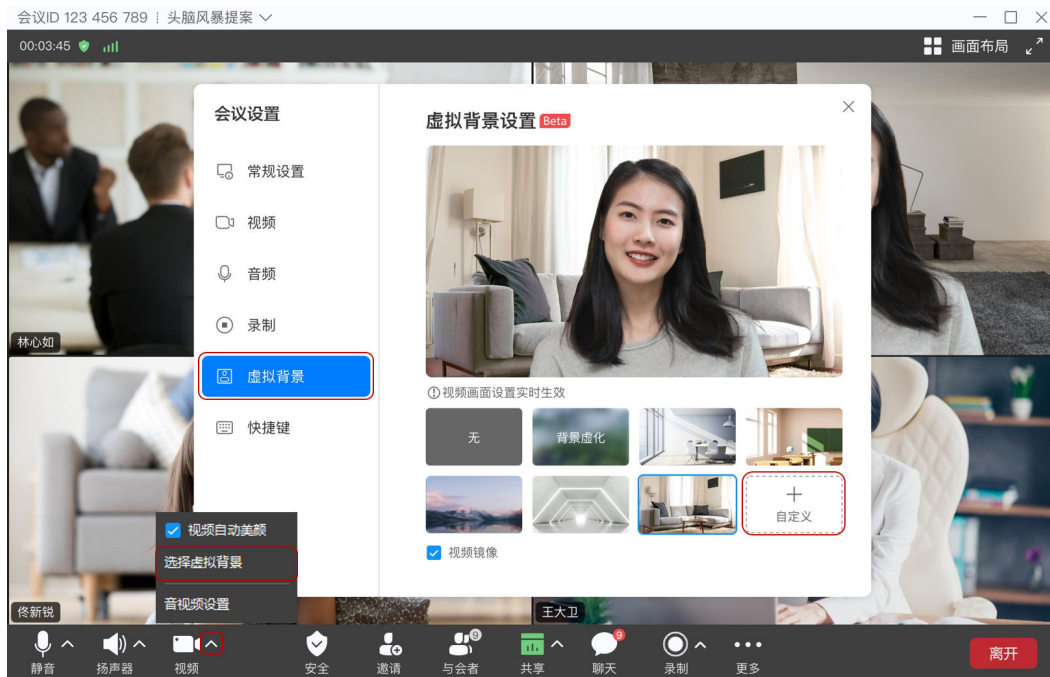 会议ID 123 456 789 ⋮ 头脑风暴提案
00:03:45
画面布局
会议设置
常规设置
视频
音频
录制
虚拟背景
快捷键
虚拟背景设置 Beta
视频画面设置实时生效
无
背景虚化
自定义
视频镜像
林心如
视频自动美颜
选择虚拟背景
音视频设置
佟新锐
王大卫
静音
扬声器
视频
安全
邀请
9
与会者
共享
9
聊天
录制
更多
离开